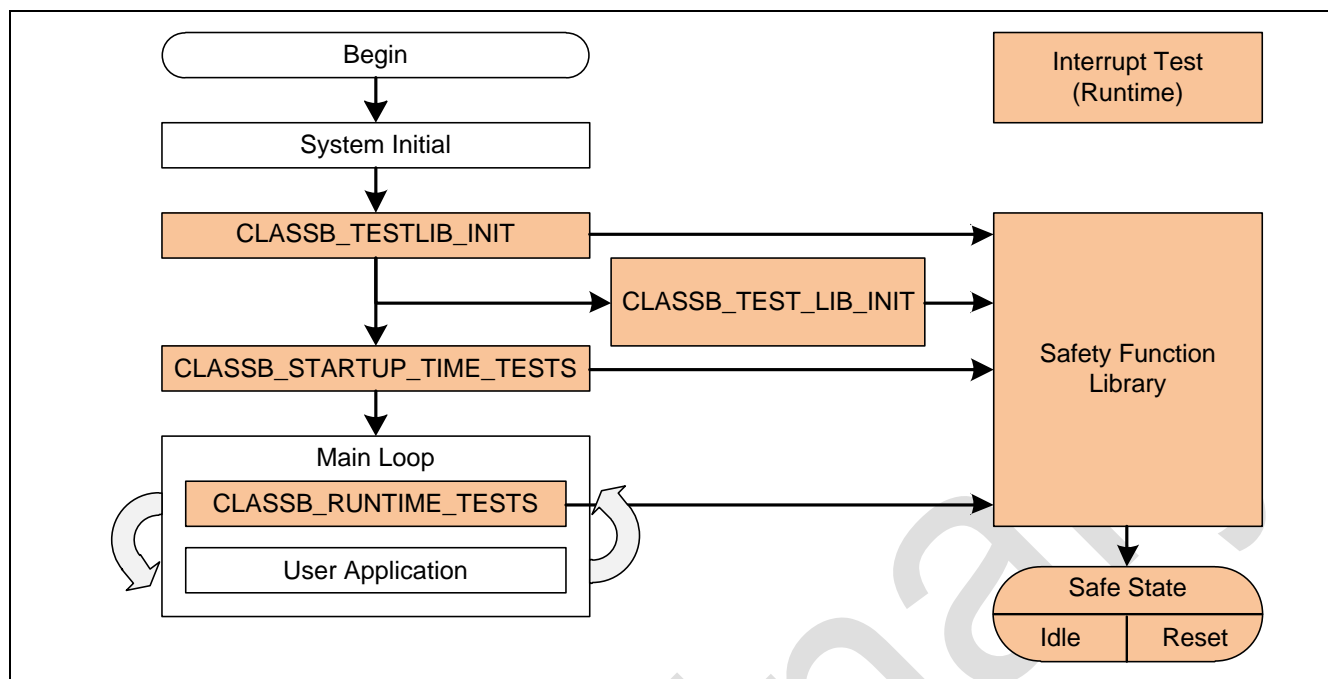 Begin
Interrupt Test
(Runtime)
System Initial
CLASSB_TESTLIB_INIT
CLASSB_TEST_LIB_INIT
CLASSB_STARTUP_TIME_TESTS
Safety Function
Library
Main Loop
CLASSB_RUNTIME_TESTS
User Application
Safe State
Idle
Reset